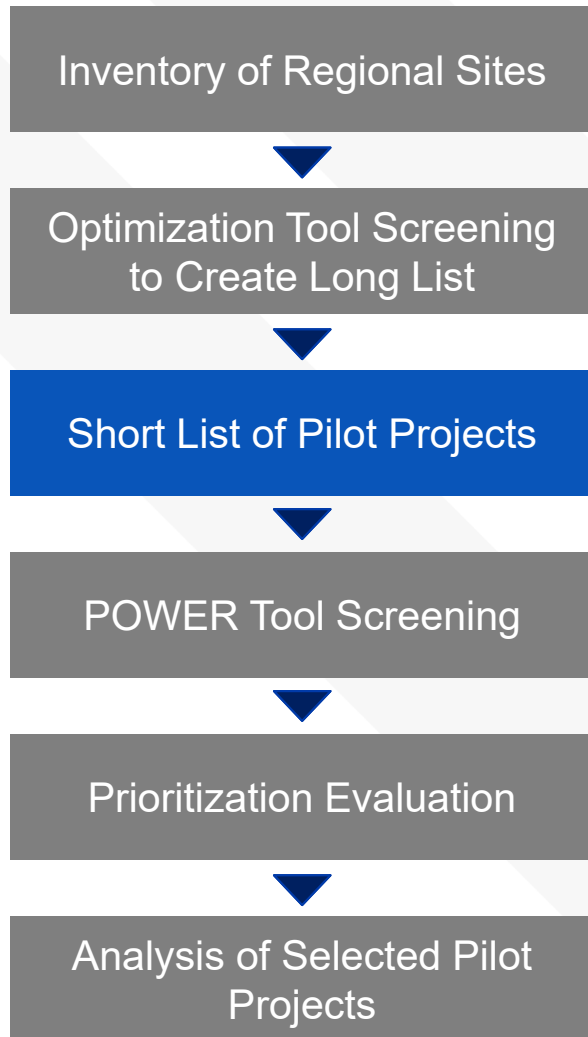 Inventory of Regional Sites
Optimization Tool Screening
to Create Long List
Short List of Pilot Projects
POWER Tool Screening
Prioritization Evaluation
Analysis of Selected Pilot
Projects